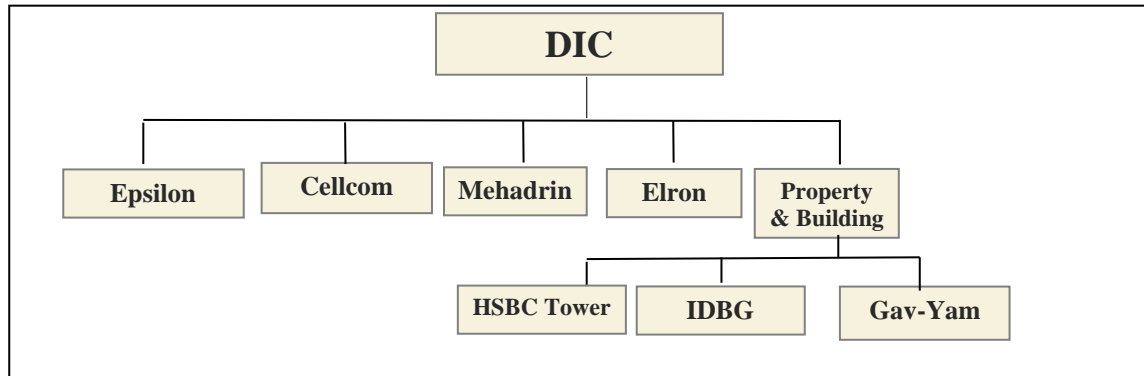 DIC
Epsilon
Cellcom
Mehadrin
Elron
Property
& Building
HSBC Tower
IDBG
Gav-Yam